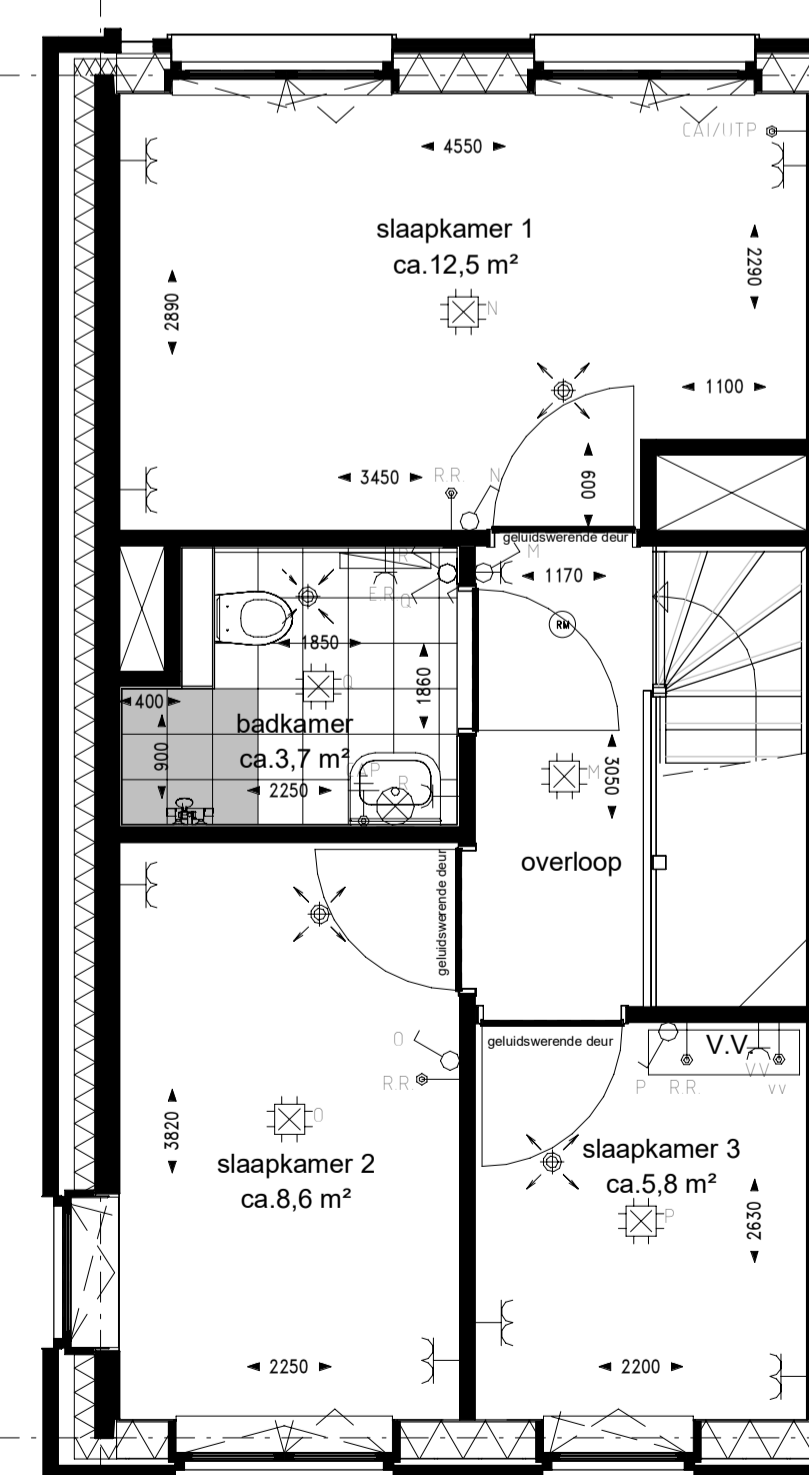 CAI/UTP
4550
slaapkamer 1
ca.12,5 m²
2290
2890
N
1100
3450
R.R.
N
600
geluidswerende deur
R
M
1170
E.R.
Q
RM
1850
1860
Q
400
badkamer
ca.3,7 m²
900
2250
R
M
3050
overloop
geluidswerende deur
geluidswerende deur
V.V.
O
R.R.
P
R.R.
VV
vv
3820
O
slaapkamer 2
ca.8,6 m²
slaapkamer 3
ca.5,8 m²
P
2630
2250
2200